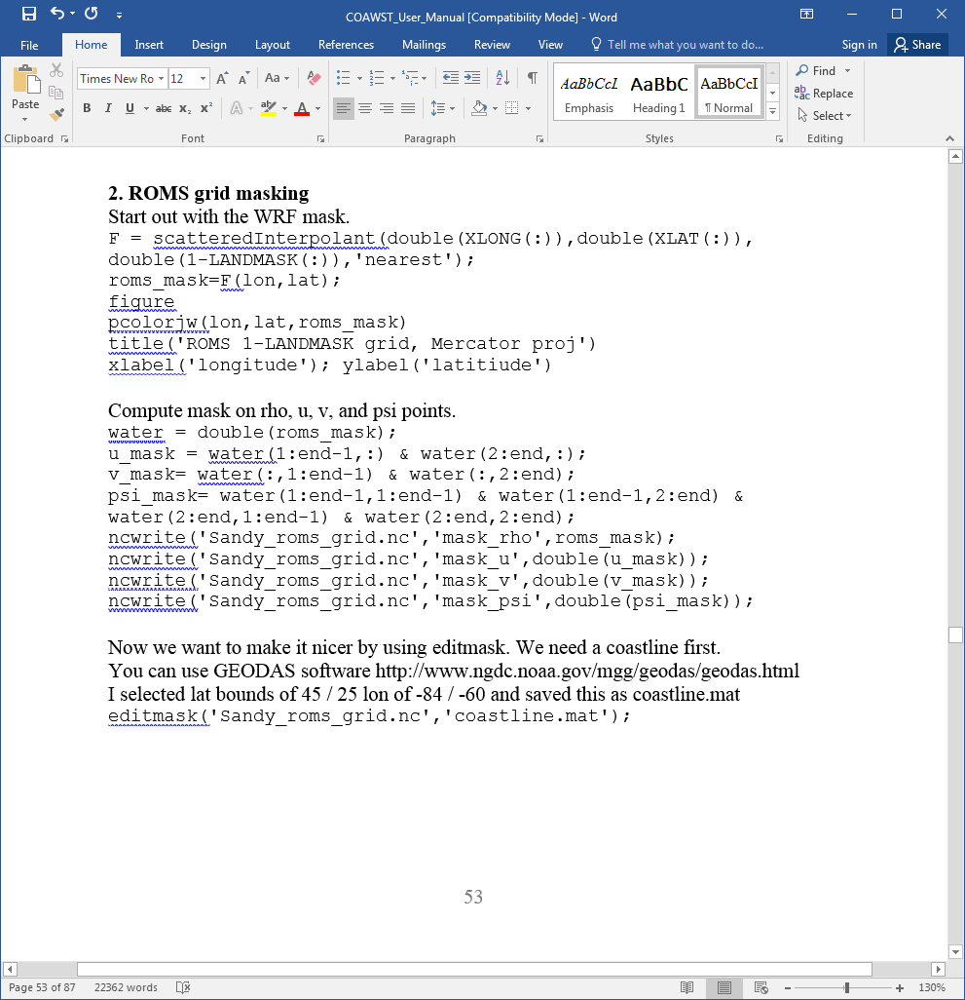 COAWST_User_Manual [Compatibility Mode] - Word
File Home Insert Design Layout References Mailings Review View Tell me what you want to do... Sign in Share
Paste
Clipboard
Times New Ro 12
Aa
B I U abc x₂ x² A ab A
Font
Paragraph
AaBbCcI AaBbC AaBbCcI
Emphasis Heading 1 ¶ Normal
Styles
Find
Replace
Select
Editing
2. ROMS grid masking
Start out with the WRF mask.
F = scatteredInterpolant(double(XLONG(:)),double(XLAT(:)),
double(1-LANDMASK(:)),'nearest');
roms_mask=F(lon,lat);
figure
pcolorjw(lon,lat,roms_mask)
title('ROMS 1-LANDMASK grid, Mercator proj')
xlabel('longitude'); ylabel('latitiude')
Compute mask on rho, u, v, and psi points.
water = double(roms_mask);
u_mask = water(1:end-1,:) & water(2:end,:);
v_mask= water(:,1:end-1) & water(:,2:end);
psi_mask= water(1:end-1,1:end-1) & water(1:end-1,2:end) &
water(2:end,1:end-1) & water(2:end,2:end);
ncwrite('Sandy_roms_grid.nc','mask_rho',roms_mask);
ncwrite('Sandy_roms_grid.nc','mask_u',double(u_mask));
ncwrite('Sandy_roms_grid.nc','mask_v',double(v_mask));
ncwrite('Sandy_roms_grid.nc','mask_psi',double(psi_mask));
Now we want to make it nicer by using editmask. We need a coastline first.
You can use GEODAS software http://www.ngdc.noaa.gov/mgg/geodas/geodas.html
I selected lat bounds of 45 / 25 lon of -84 / -60 and saved this as coastline.mat
editmask('Sandy_roms_grid.nc','coastline.mat');
53
Page 53 of 87 22362 words 130%